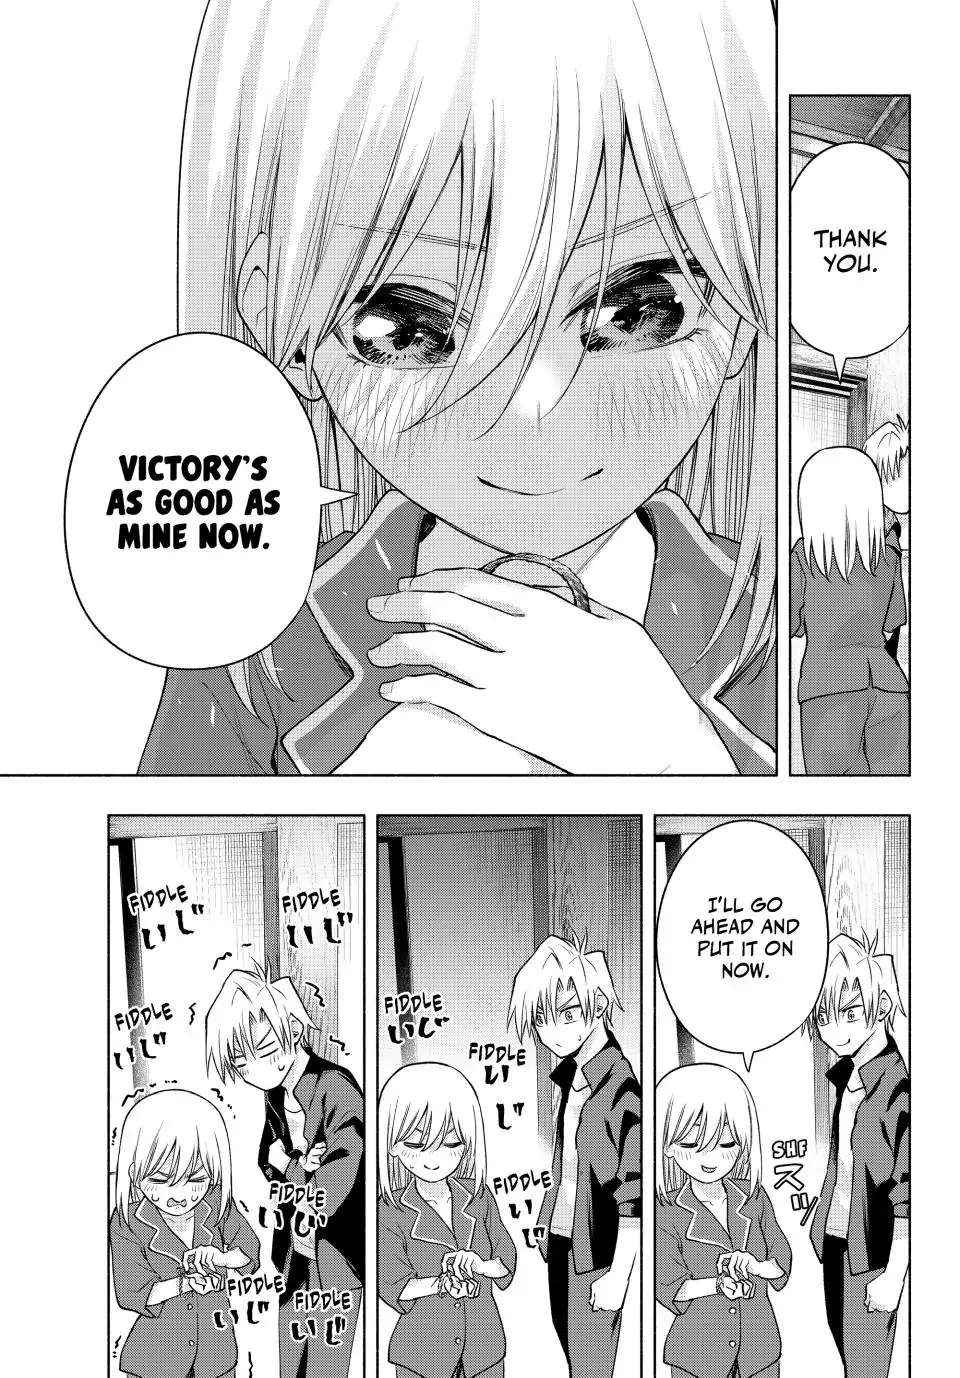 THANK
YOU.
VICTORY'S
AS GOOD AS
MINE NOW.
I'LL GO
AHEAD AND
PUT IT ON
NOW.
SHF
スッ
FIDDLE
いじ
FIDDLE
いじ
FIDDLE
いじ
FIDDLE
いじ
FIDDLE
いじ
FIDDLE
いじ
FIDDLE
いじ
FIDDLE
いじ
FIDDLE
いじ